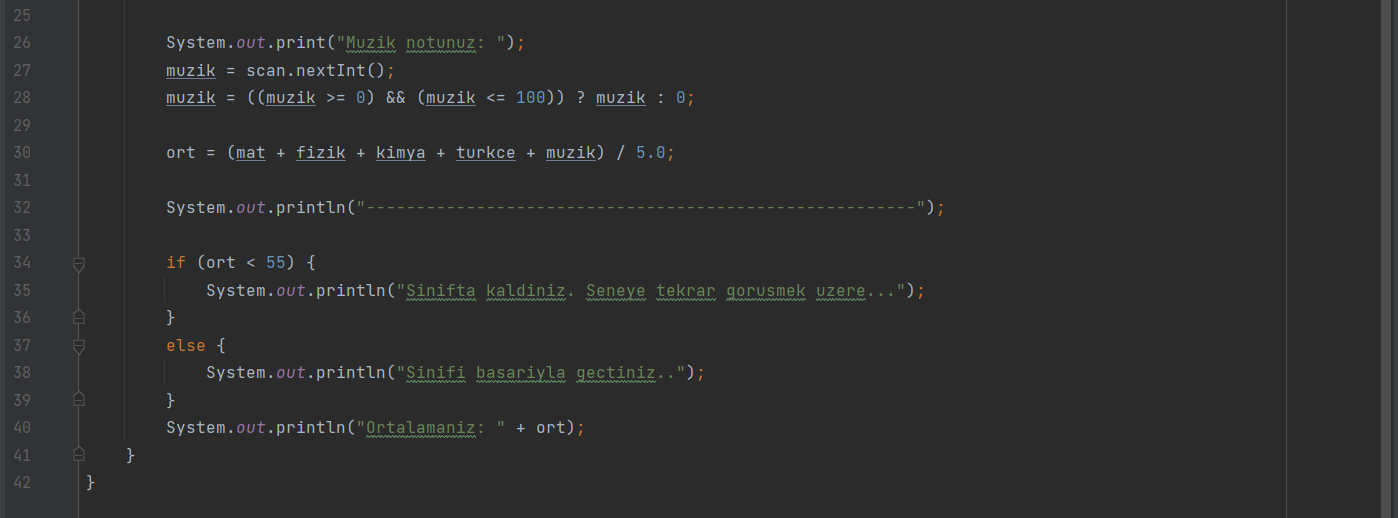 25
26 System.out.print("Muzik notunuz: ");
27 muzik = scan.nextInt();
28 muzik = ((muzik >= 0) && (muzik <= 100)) ? muzik : 0;
29
30 ort = (mat + fizik + kimya + turkce + muzik) / 5.0;
31
32 System.out.println("-------------------------------------------------------");
33
34 if (ort < 55) {
35 System.out.println("Sinifta kaldiniz. Seneye tekrar gorusmek uzere...");
36 }
37 else {
38 System.out.println("Sinifi basariyla gectiniz..");
39 }
40 System.out.println("Ortalamaniz: " + ort);
41 }
42 }